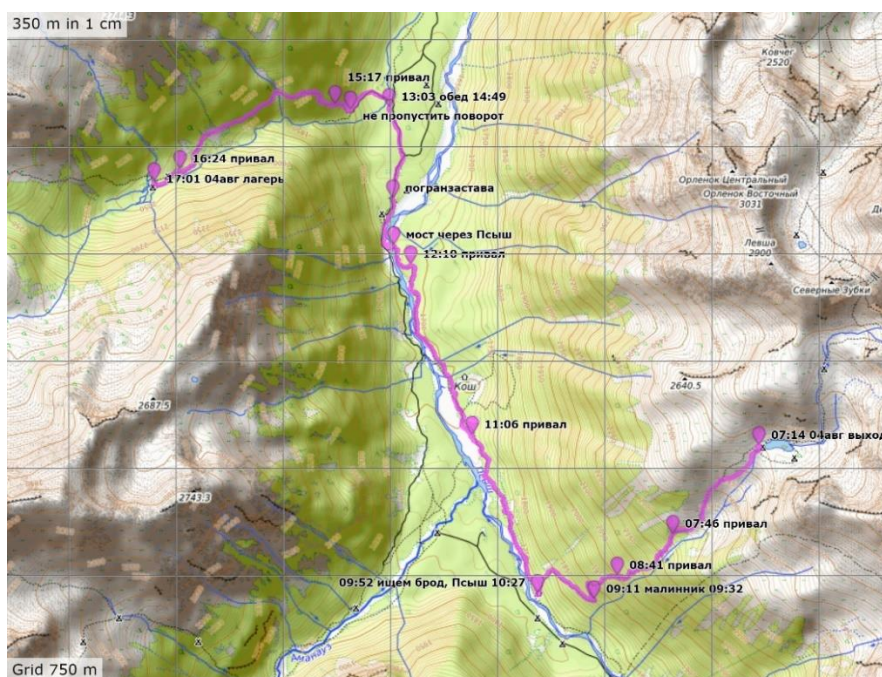 350 m in 1 cm
2744.3
Ковчег
2520
15:17 привал
13:03 обед 14:49
не пропустить поворот
16:24 привал
17:01 04авг лагерь
Орленок Центральный
Орленок Восточный
3031
погранзастава
мост через Псыш
12:10 привал
Левша
2900
Северные Зубки
Кош
2640.5
2687.5
11:06 привал
07:14 04авг выход
2743.3
07:46 привал
08:41 привал
09:52 ищем брод, Псыш 10:27
09:11 малинник 09:32
Аманауз
Grid 750 m